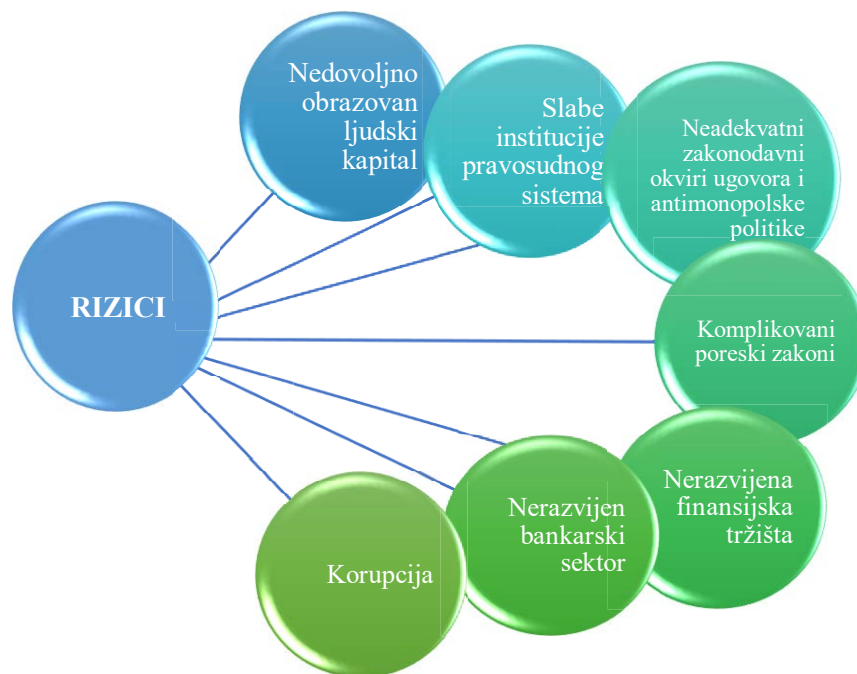 RIZICI
Nedovoljno
obrazovan
ljudski
kapital
Slabe
institucije
pravosudnog
sistema
Neadekvatni
zakonodavni
okviri ugovora i
antimonopolske
politike
Komplikovani
poreski zakoni
Nerazvijena
finansijska
tržišta
Nerazvijen
bankarski
sektor
Korupcija